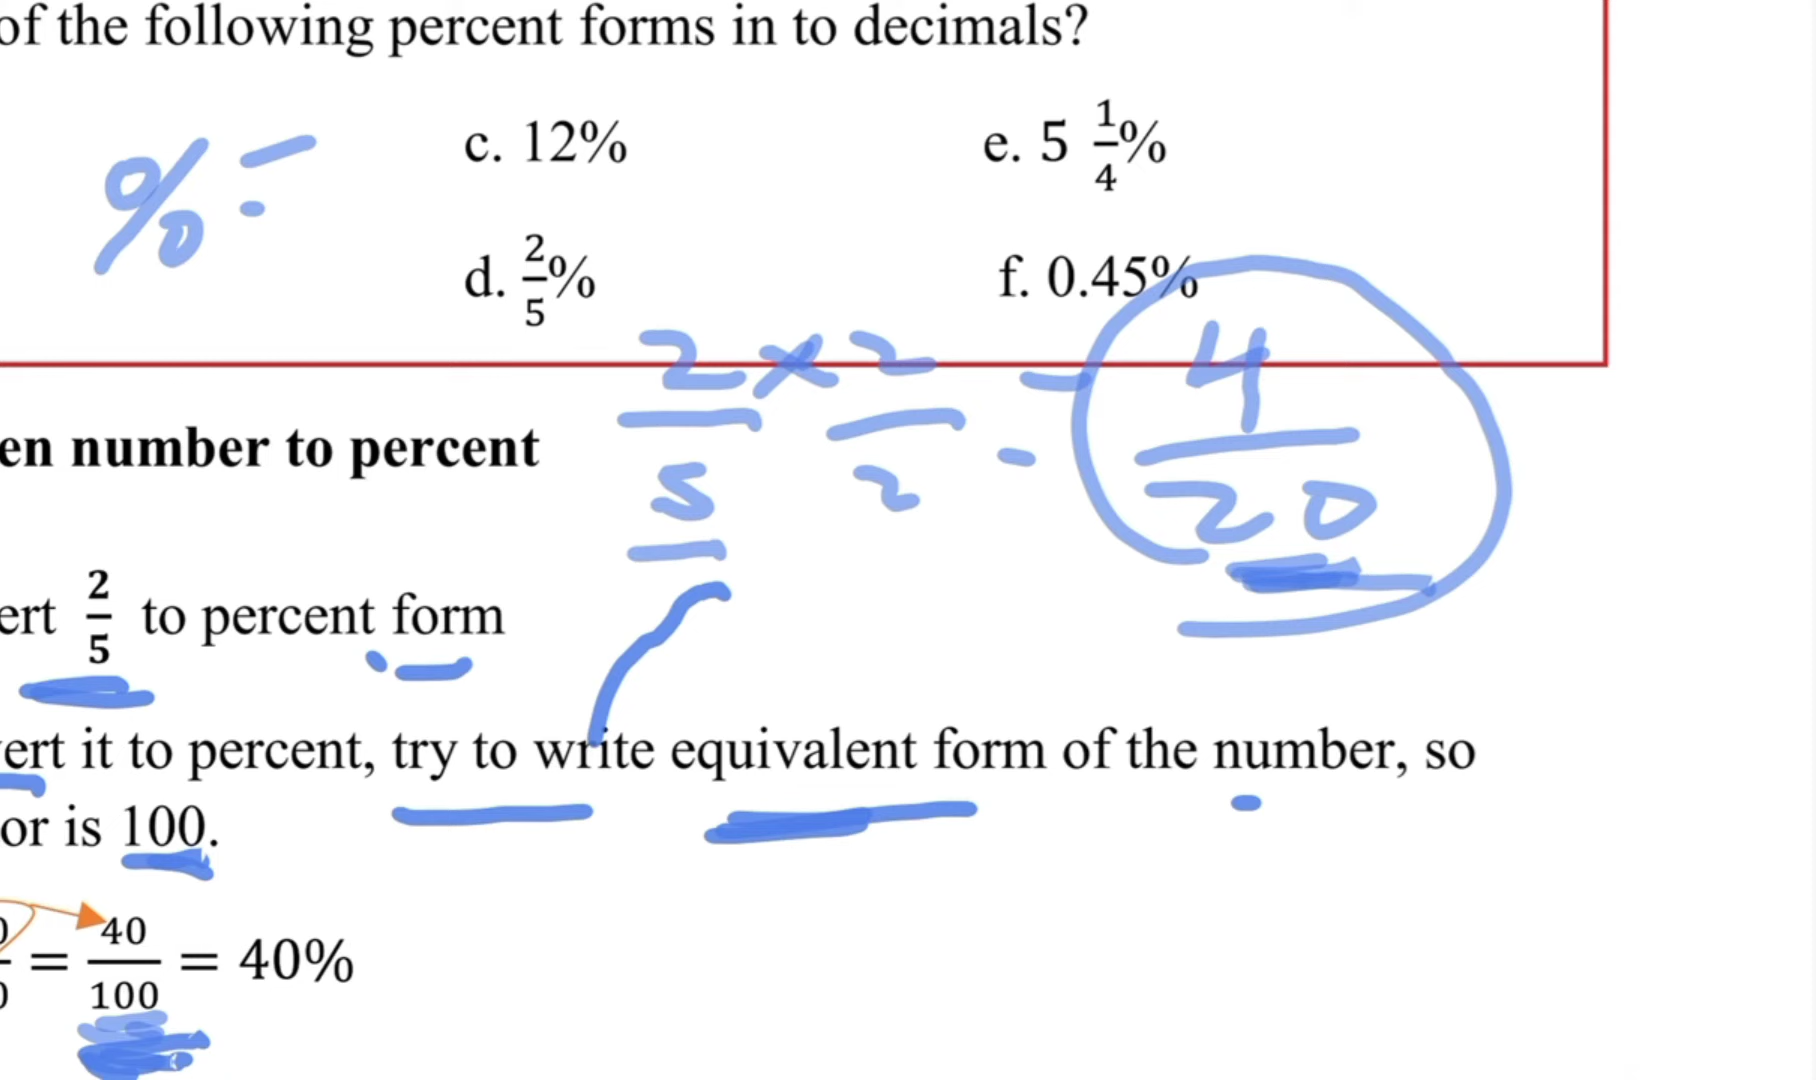 of the following percent forms in to decimals?
c. 12%
e. 5 1/4%
%=
d. 2/5%
f. 0.45%
2/5 × 2/2 = 4/20
en number to percent
ert 2/5 to percent form
ert it to percent, try to write equivalent form of the number, so
or is 100.
= 40/100 = 40%